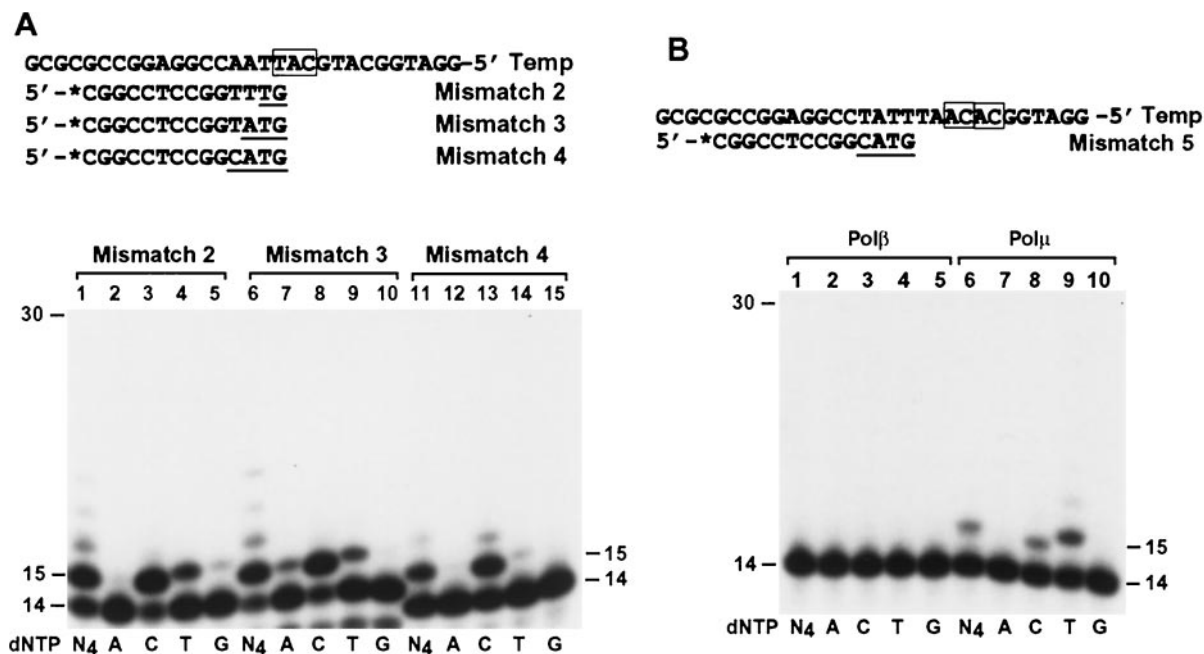 A
GCGCGCCGGAGGCCAATTACGTACGGTAGG-5' Temp
5'-*CGGCCTCCGGTTTG Mismatch 2
5'-*CGGCCTCCGGTATG Mismatch 3
5'-*CGGCCTCCGGCATG Mismatch 4
Mismatch 2 Mismatch 3 Mismatch 4
1 2 3 4 5 6 7 8 9 10 11 12 13 14 15
30
15
14
15
14
dNTP N4 A C T G N4 A C T G N4 A C T G
B
GCGCGCCGGAGGCCTATTTAACACGGTAGG -5' Temp
5'-*CGGCCTCCGGCATG Mismatch 5
Polβ Polμ
1 2 3 4 5 6 7 8 9 10
30
14
15
14
dNTP N4 A C T G N4 A C T G